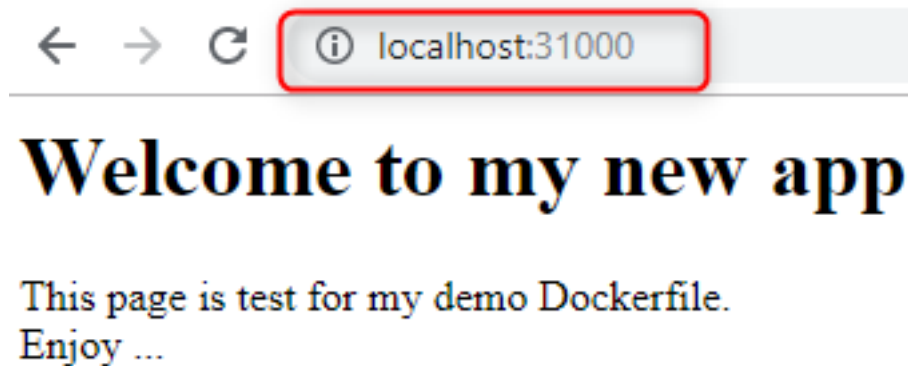 localhost:31000
Welcome to my new app
This page is test for my demo Dockerfile.
Enjoy ...